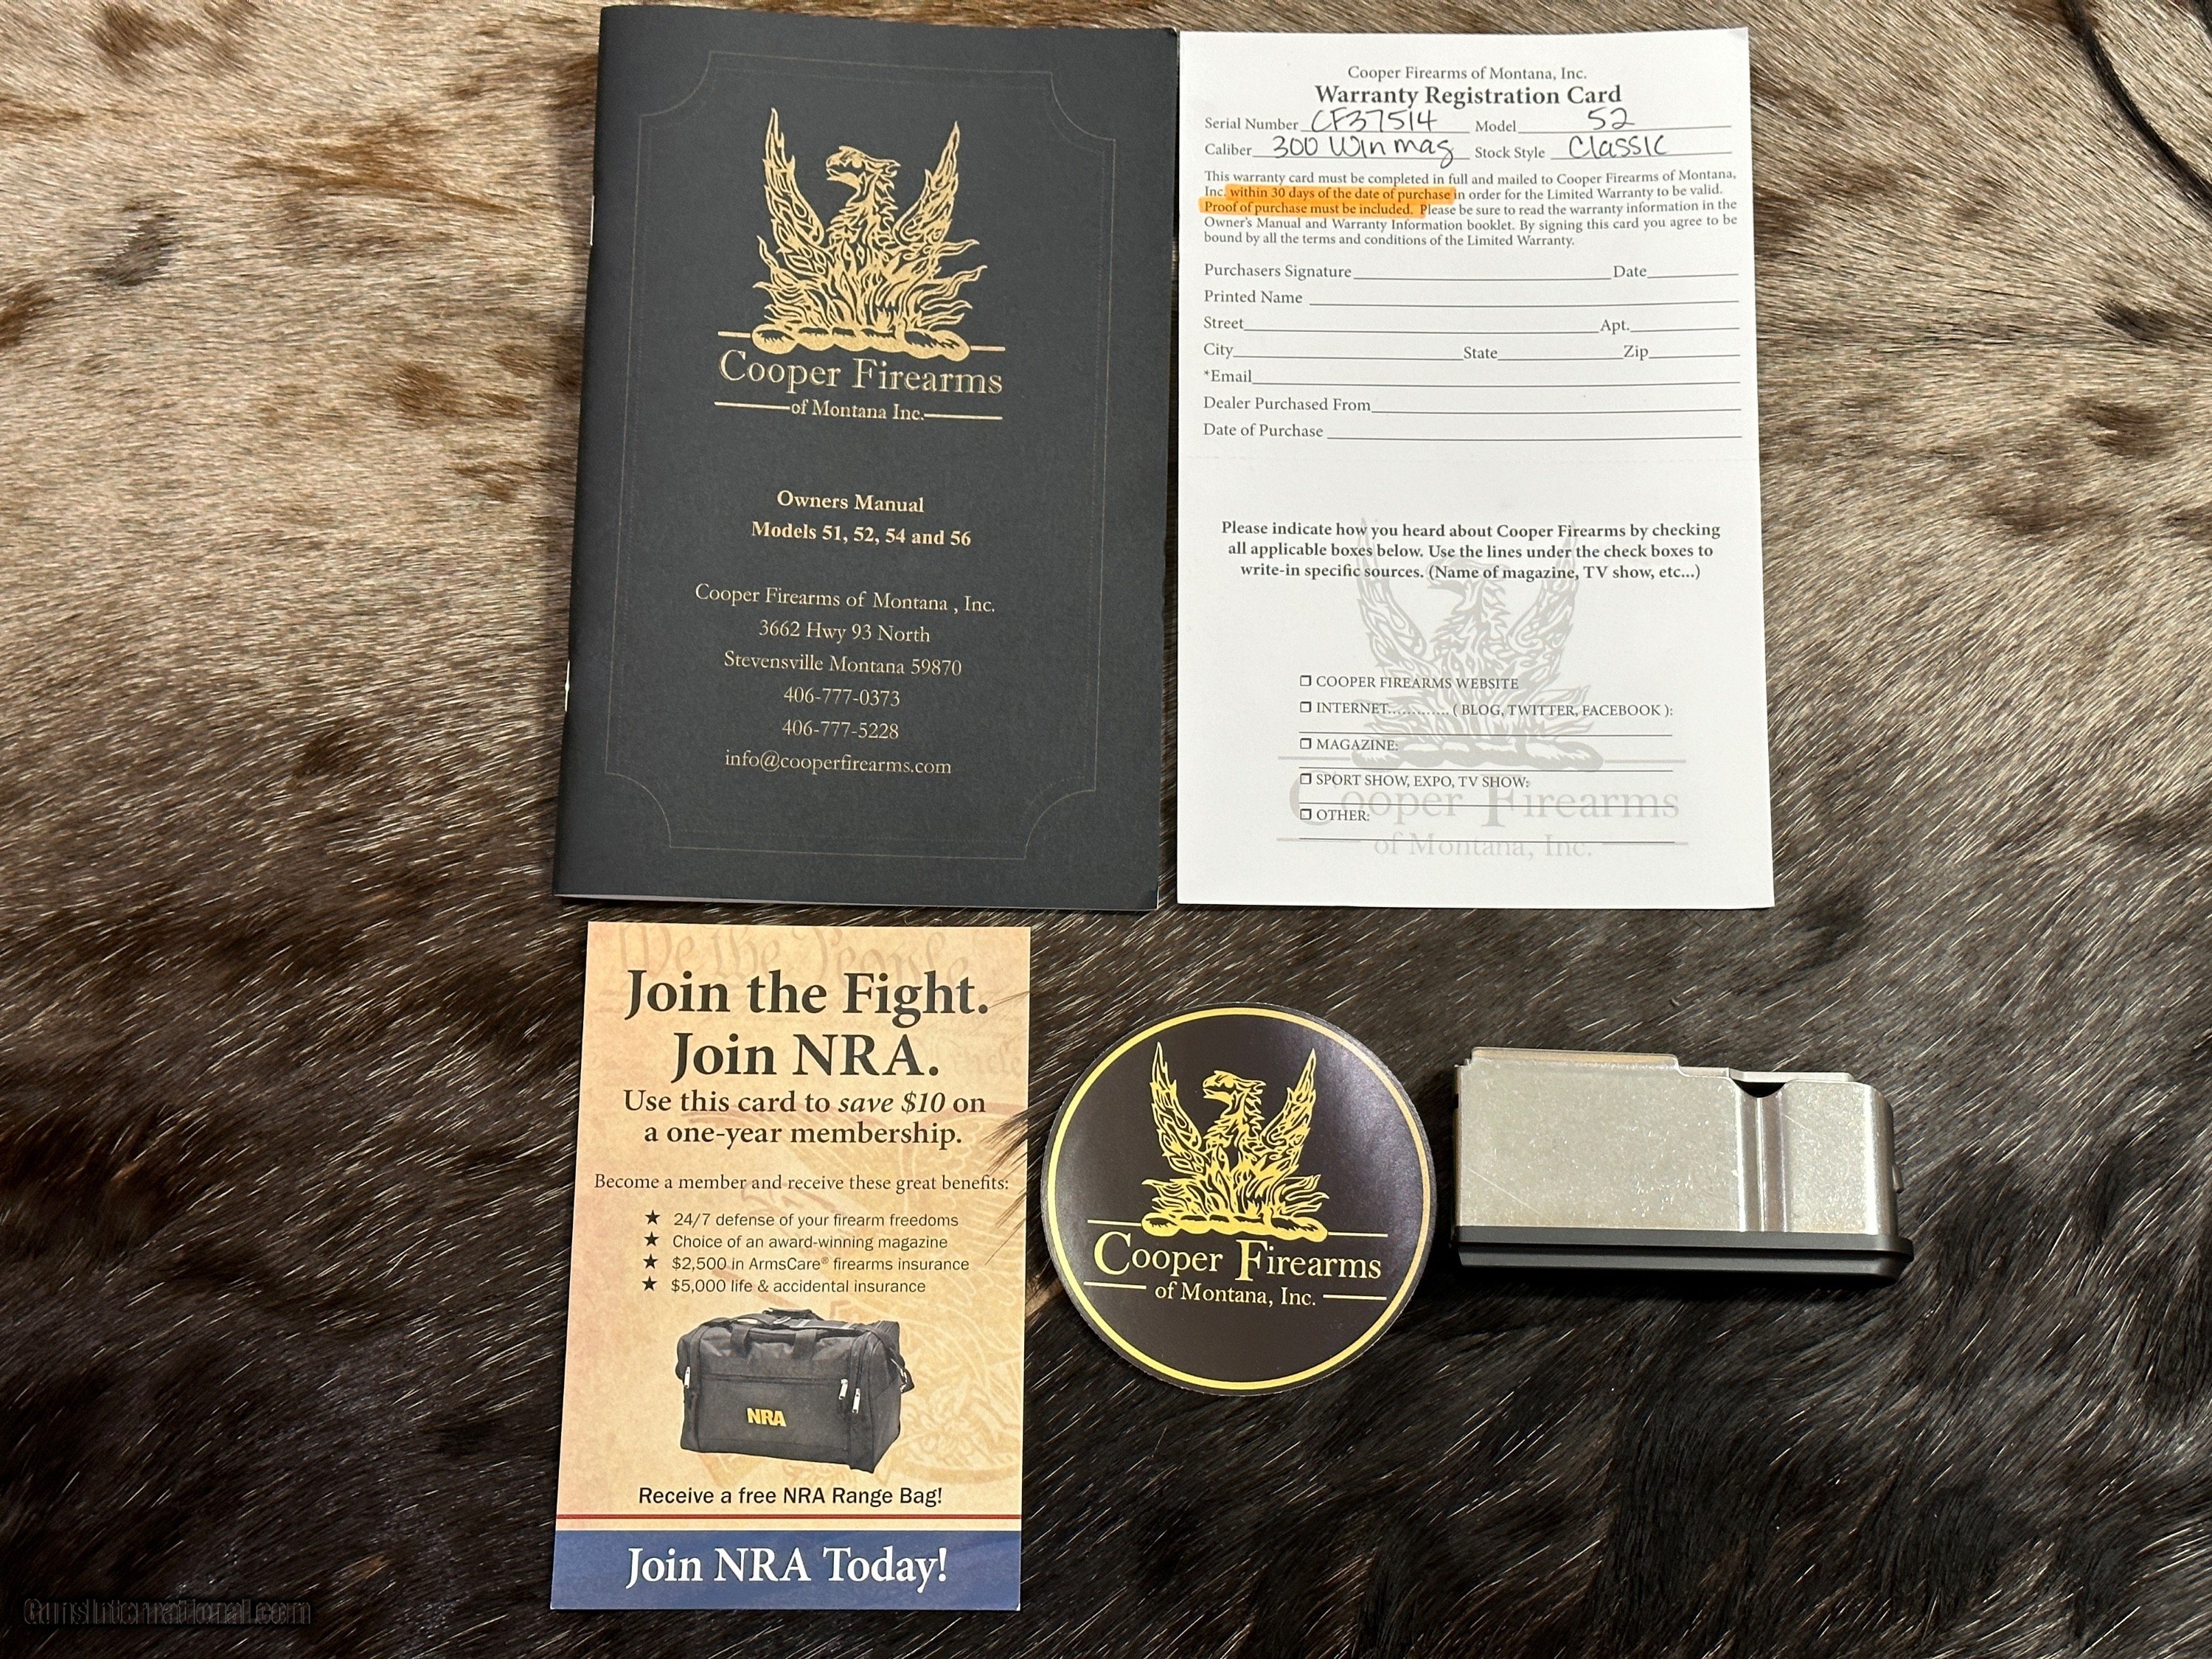 Cooper Firearms
of Montana Inc.
Owners Manual
Models 51, 52, 54 and 56
Cooper Firearms of Montana , Inc.
3662 Hwy 93 North
Stevensville Montana 59870
406-777-0373
406-777-5228
info@cooperfirearms.com
Cooper Firearms of Montana, Inc.
Warranty Registration Card
Serial Number CF37514 Model 52
Caliber 300 Win mag Stock Style Classic
This warranty card must be completed in full and mailed to Cooper Firearms of Montana,
Inc. within 30 days of the date of purchase in order for the Limited Warranty to be valid.
Proof of purchase must be included. Please be sure to read the warranty information in the
Owner's Manual and Warranty Information booklet. By signing this card you agree to be
bound by all the terms and conditions of the Limited Warranty.
Purchasers Signature Date
Printed Name
Street Apt.
City State Zip
*Email
Dealer Purchased From
Date of Purchase
Please indicate how you heard about Cooper Firearms by checking
all applicable boxes below. Use the lines under the check boxes to
write-in specific sources. (Name of magazine, TV show, etc...)
❒ COOPER FIREARMS WEBSITE
❒ INTERNET............. ( BLOG, TWITTER, FACEBOOK ):
❒ MAGAZINE:
❒ SPORT SHOW, EXPO, TV SHOW:
❒ OTHER:
Cooper Firearms
of Montana, Inc.
We the People
Join the Fight.
Join NRA.
Use this card to save $10 on
a one-year membership.
Become a member and receive these great benefits:
★ 24/7 defense of your firearm freedoms
★ Choice of an award-winning magazine
★ $2,500 in ArmsCare® firearms insurance
★ $5,000 life & accidental insurance
NRA
Receive a free NRA Range Bag!
Join NRA Today!
Cooper Firearms
of Montana, Inc.
GunsInternational.com